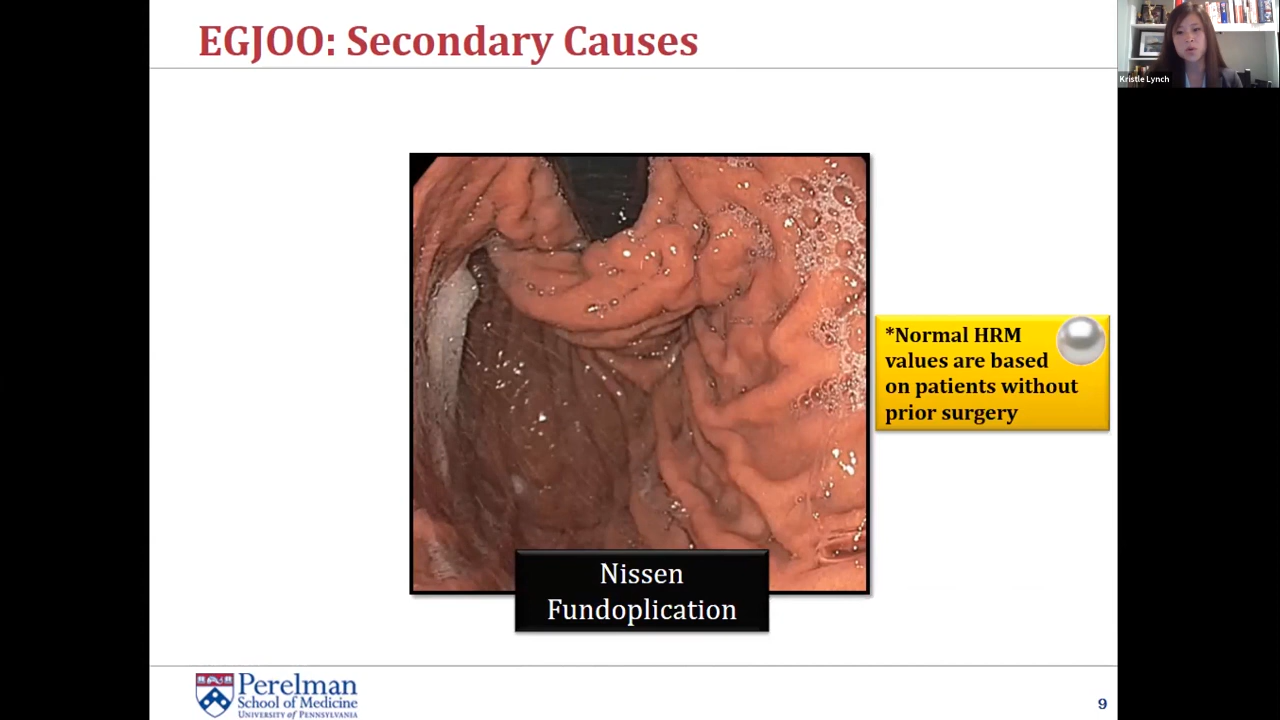 EGJOO: Secondary Causes
Kristle Lynch
*Normal HRM
values are based
on patients without
prior surgery
Nissen
Fundoplication
Perelman
School of Medicine
UNIVERSITY of PENNSYLVANIA
9